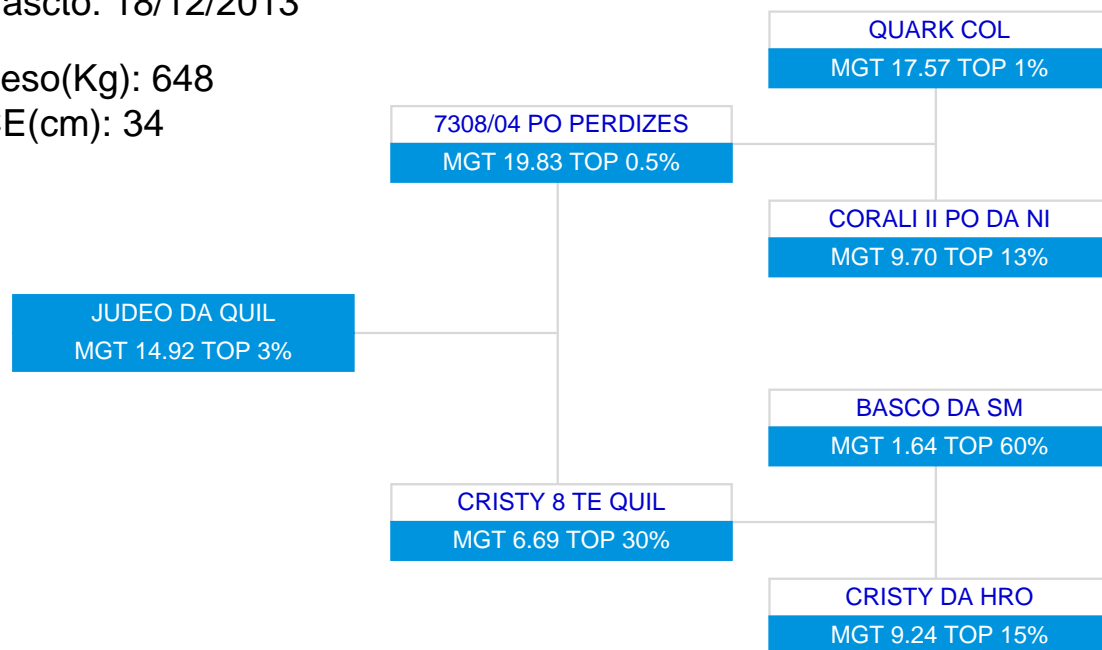 ascto: 18/12/2013
eso(Kg): 648
E(cm): 34
QUARK COL
MGT 17.57 TOP 1%
7308/04 PO PERDIZES
MGT 19.83 TOP 0.5%
CORALI II PO DA NI
MGT 9.70 TOP 13%
JUDEO DA QUIL
MGT 14.92 TOP 3%
BASCO DA SM
MGT 1.64 TOP 60%
CRISTY 8 TE QUIL
MGT 6.69 TOP 30%
CRISTY DA HRO
MGT 9.24 TOP 15%